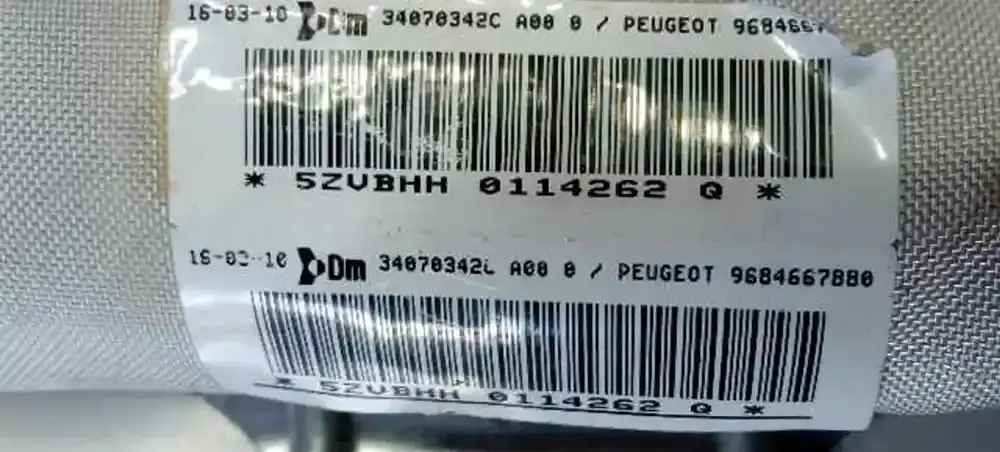 16-03-10 Dm 34070342C A00 0 / PEUGEOT 9684667
* 5ZVBHH 0114262 Q *
16-03-10 Dm 34070342C A00 0 / PEUGEOT 9684667880
* 5ZVBHH 0114262 Q *